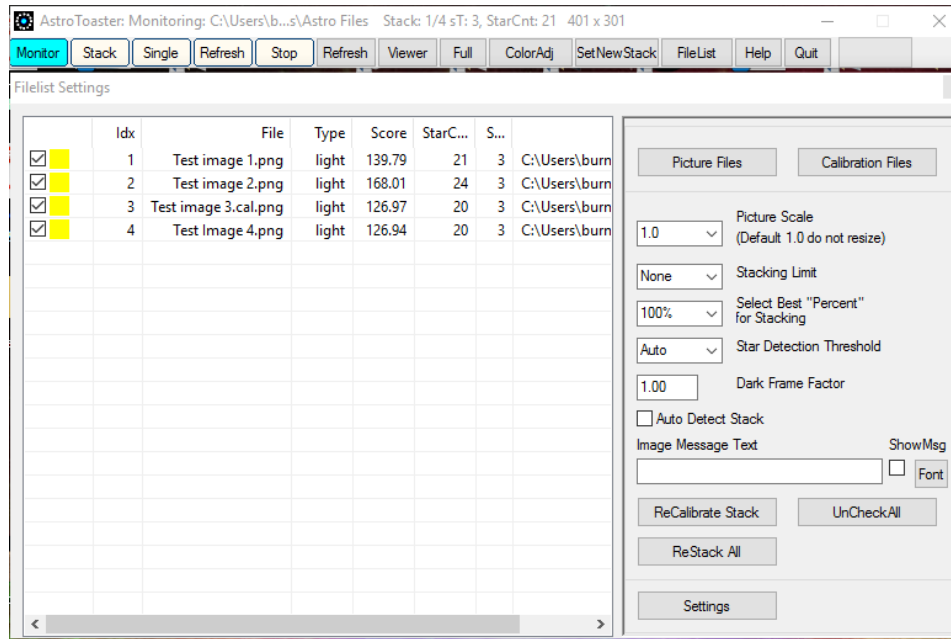 AstroToaster: Monitoring: C:\Users\b...s\Astro Files Stack: 1/4 sT: 3, StarCnt: 21 401 x 301
Monitor Stack Single Refresh Stop Refresh Viewer Full ColorAdj SetNewStack FileList Help Quit
Filelist Settings
Idx File Type Score StarC... S...
1 Test image 1.png light 139.79 21 3 C:\Users\burn
2 Test image 2.png light 168.01 24 3 C:\Users\burn
3 Test image 3.cal.png light 126.97 20 3 C:\Users\burn
4 Test Image 4.png light 126.94 20 3 C:\Users\burn
Picture Files Calibration Files
1.0 Picture Scale
(Default 1.0 do not resize)
None Stacking Limit
100% Select Best "Percent"
for Stacking
Auto Star Detection Threshold
1.00 Dark Frame Factor
Auto Detect Stack
Image Message Text ShowMsg
Font
ReCalibrate Stack UnCheckAll
ReStack All
Settings